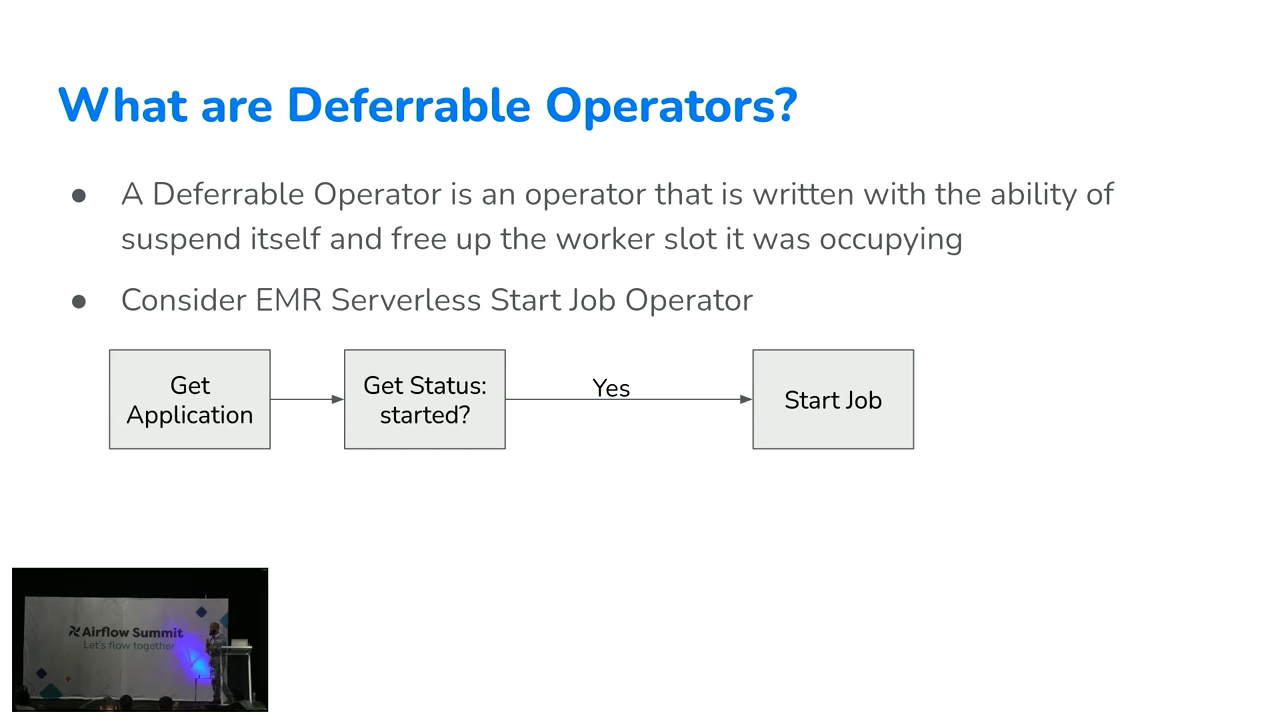 What are Deferrable Operators?
● A Deferrable Operator is an operator that is written with the ability of
suspend itself and free up the worker slot it was occupying
● Consider EMR Serverless Start Job Operator
Get
Application
Get Status:
started?
Yes
Start Job
Airflow Summit
Let's flow together